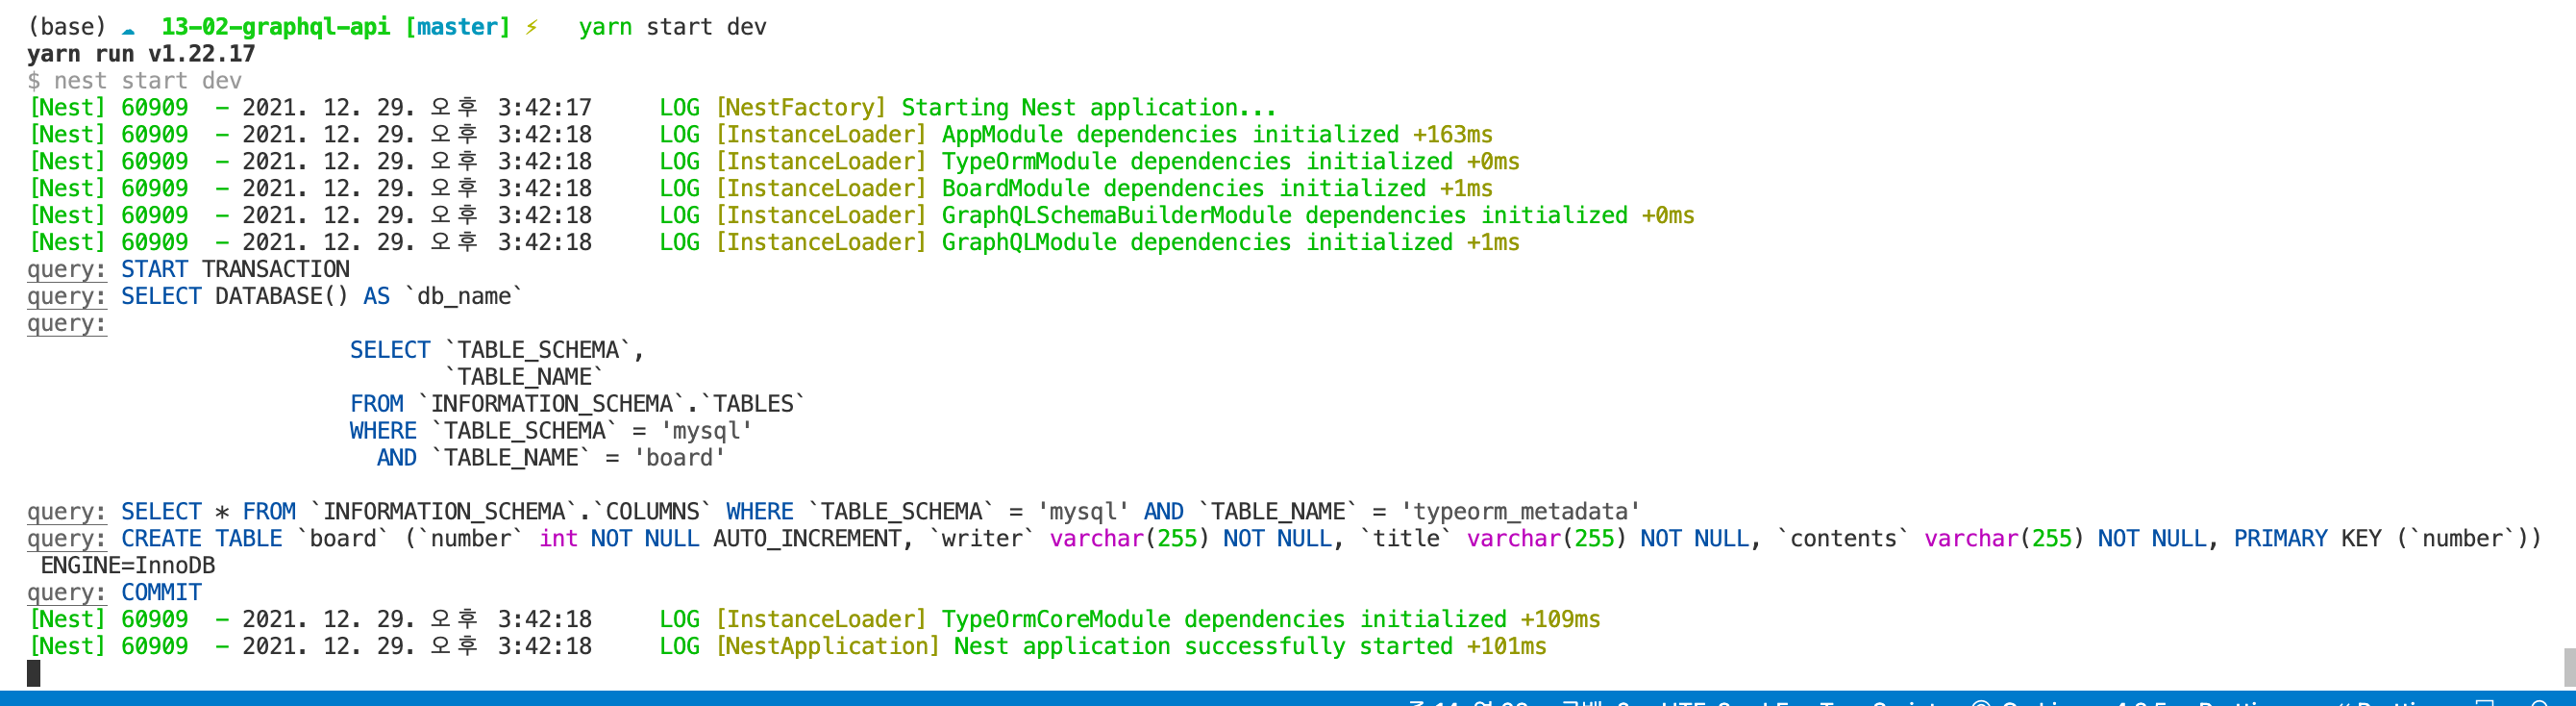 (base) ☁  13-02-graphql-api [master] ⚡  yarn start dev
yarn run v1.22.17
$ nest start dev
[Nest] 60909  - 2021. 12. 29. 오후 3:42:17     LOG [NestFactory] Starting Nest application...
[Nest] 60909  - 2021. 12. 29. 오후 3:42:18     LOG [InstanceLoader] AppModule dependencies initialized +163ms
[Nest] 60909  - 2021. 12. 29. 오후 3:42:18     LOG [InstanceLoader] TypeOrmModule dependencies initialized +0ms
[Nest] 60909  - 2021. 12. 29. 오후 3:42:18     LOG [InstanceLoader] BoardModule dependencies initialized +1ms
[Nest] 60909  - 2021. 12. 29. 오후 3:42:18     LOG [InstanceLoader] GraphQLSchemaBuilderModule dependencies initialized +0ms
[Nest] 60909  - 2021. 12. 29. 오후 3:42:18     LOG [InstanceLoader] GraphQLModule dependencies initialized +1ms
query: START TRANSACTION
query: SELECT DATABASE() AS `db_name`
query:
SELECT `TABLE_SCHEMA`,
`TABLE_NAME`
FROM `INFORMATION_SCHEMA`.`TABLES`
WHERE `TABLE_SCHEMA` = 'mysql'
AND `TABLE_NAME` = 'board'
query: SELECT * FROM `INFORMATION_SCHEMA`.`COLUMNS` WHERE `TABLE_SCHEMA` = 'mysql' AND `TABLE_NAME` = 'typeorm_metadata'
query: CREATE TABLE `board` (`number` int NOT NULL AUTO_INCREMENT, `writer` varchar(255) NOT NULL, `title` varchar(255) NOT NULL, `contents` varchar(255) NOT NULL, PRIMARY KEY (`number`))
ENGINE=InnoDB
query: COMMIT
[Nest] 60909  - 2021. 12. 29. 오후 3:42:18     LOG [InstanceLoader] TypeOrmCoreModule dependencies initialized +109ms
[Nest] 60909  - 2021. 12. 29. 오후 3:42:18     LOG [NestApplication] Nest application successfully started +101ms